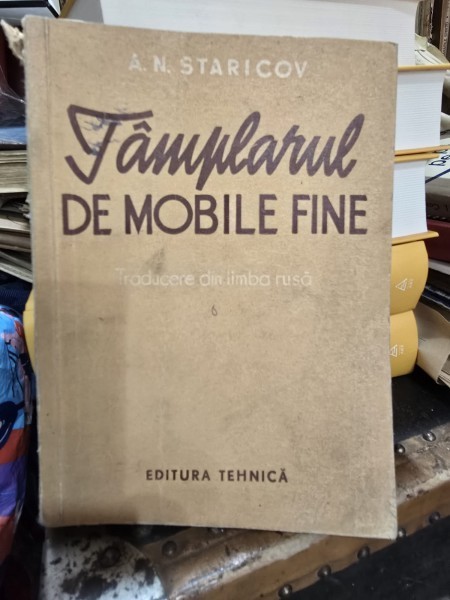 A. N. STARICOV
Tâmplarul
DE MOBILE FINE
Traducere din limba rusă
EDITURA TEHNICĂ